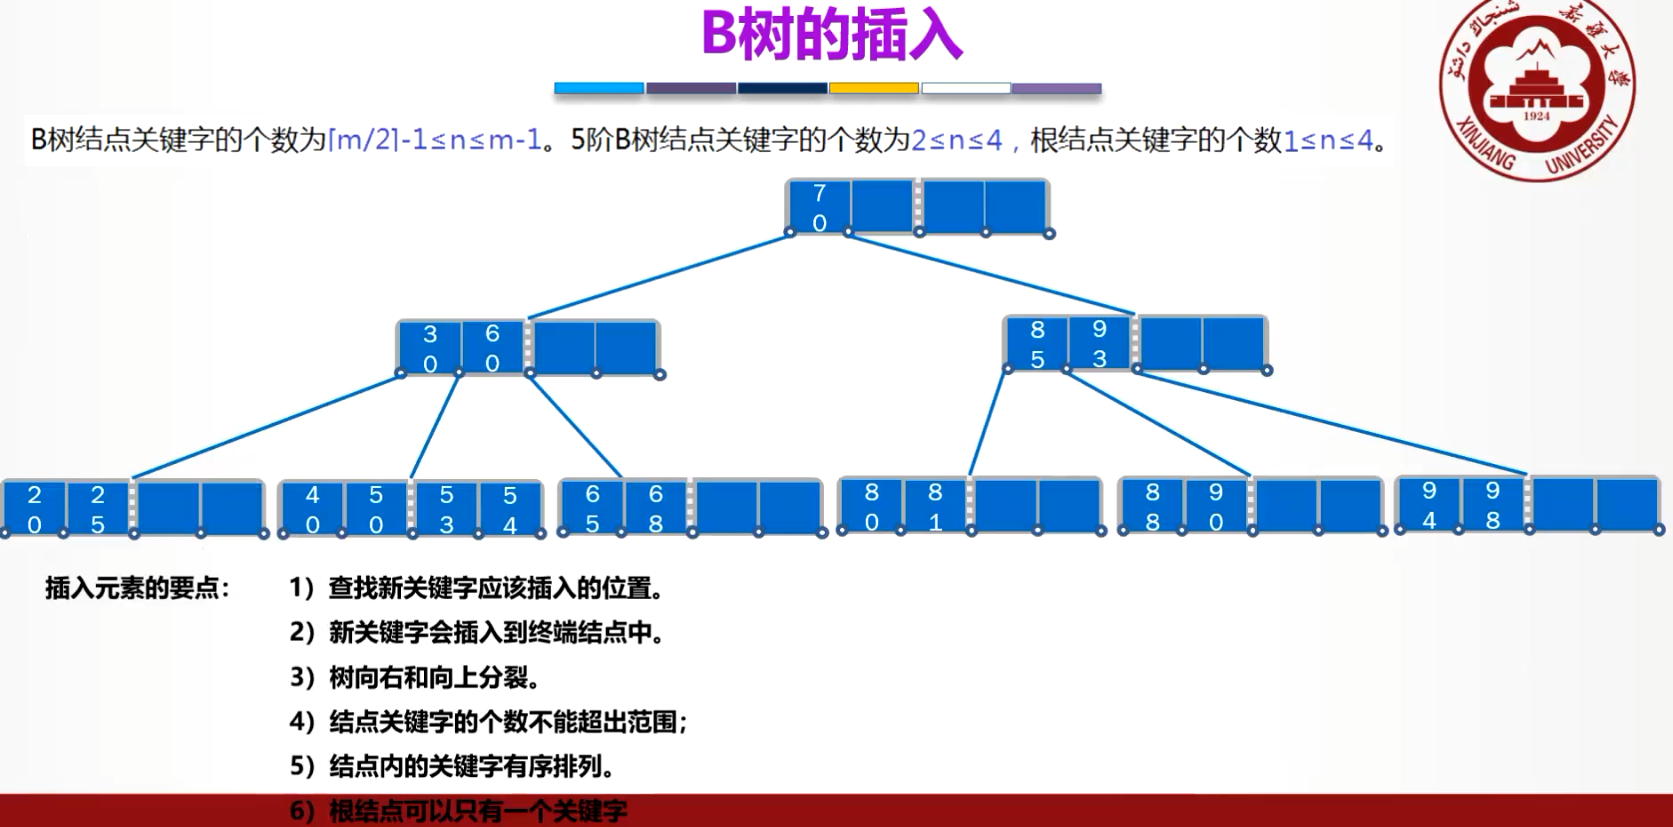 B树的插入
شىنجاڭ داشۆ
新疆大学
1924
XINJIANG UNIVERSITY
B树结点关键字的个数为⌈m/2⌉-1≤n≤m-1。5阶B树结点关键字的个数为2≤n≤4，根结点关键字的个数1≤n≤4。
70
30 60
85 93
20 25
40 50 53 54
65 68
80 81
88 90
94 98
插入元素的要点：
1）查找新关键字应该插入的位置。
2）新关键字会插入到终端结点中。
3）树向右和向上分裂。
4）结点关键字的个数不能超出范围；
5）结点内的关键字有序排列。
6）根结点可以只有一个关键字